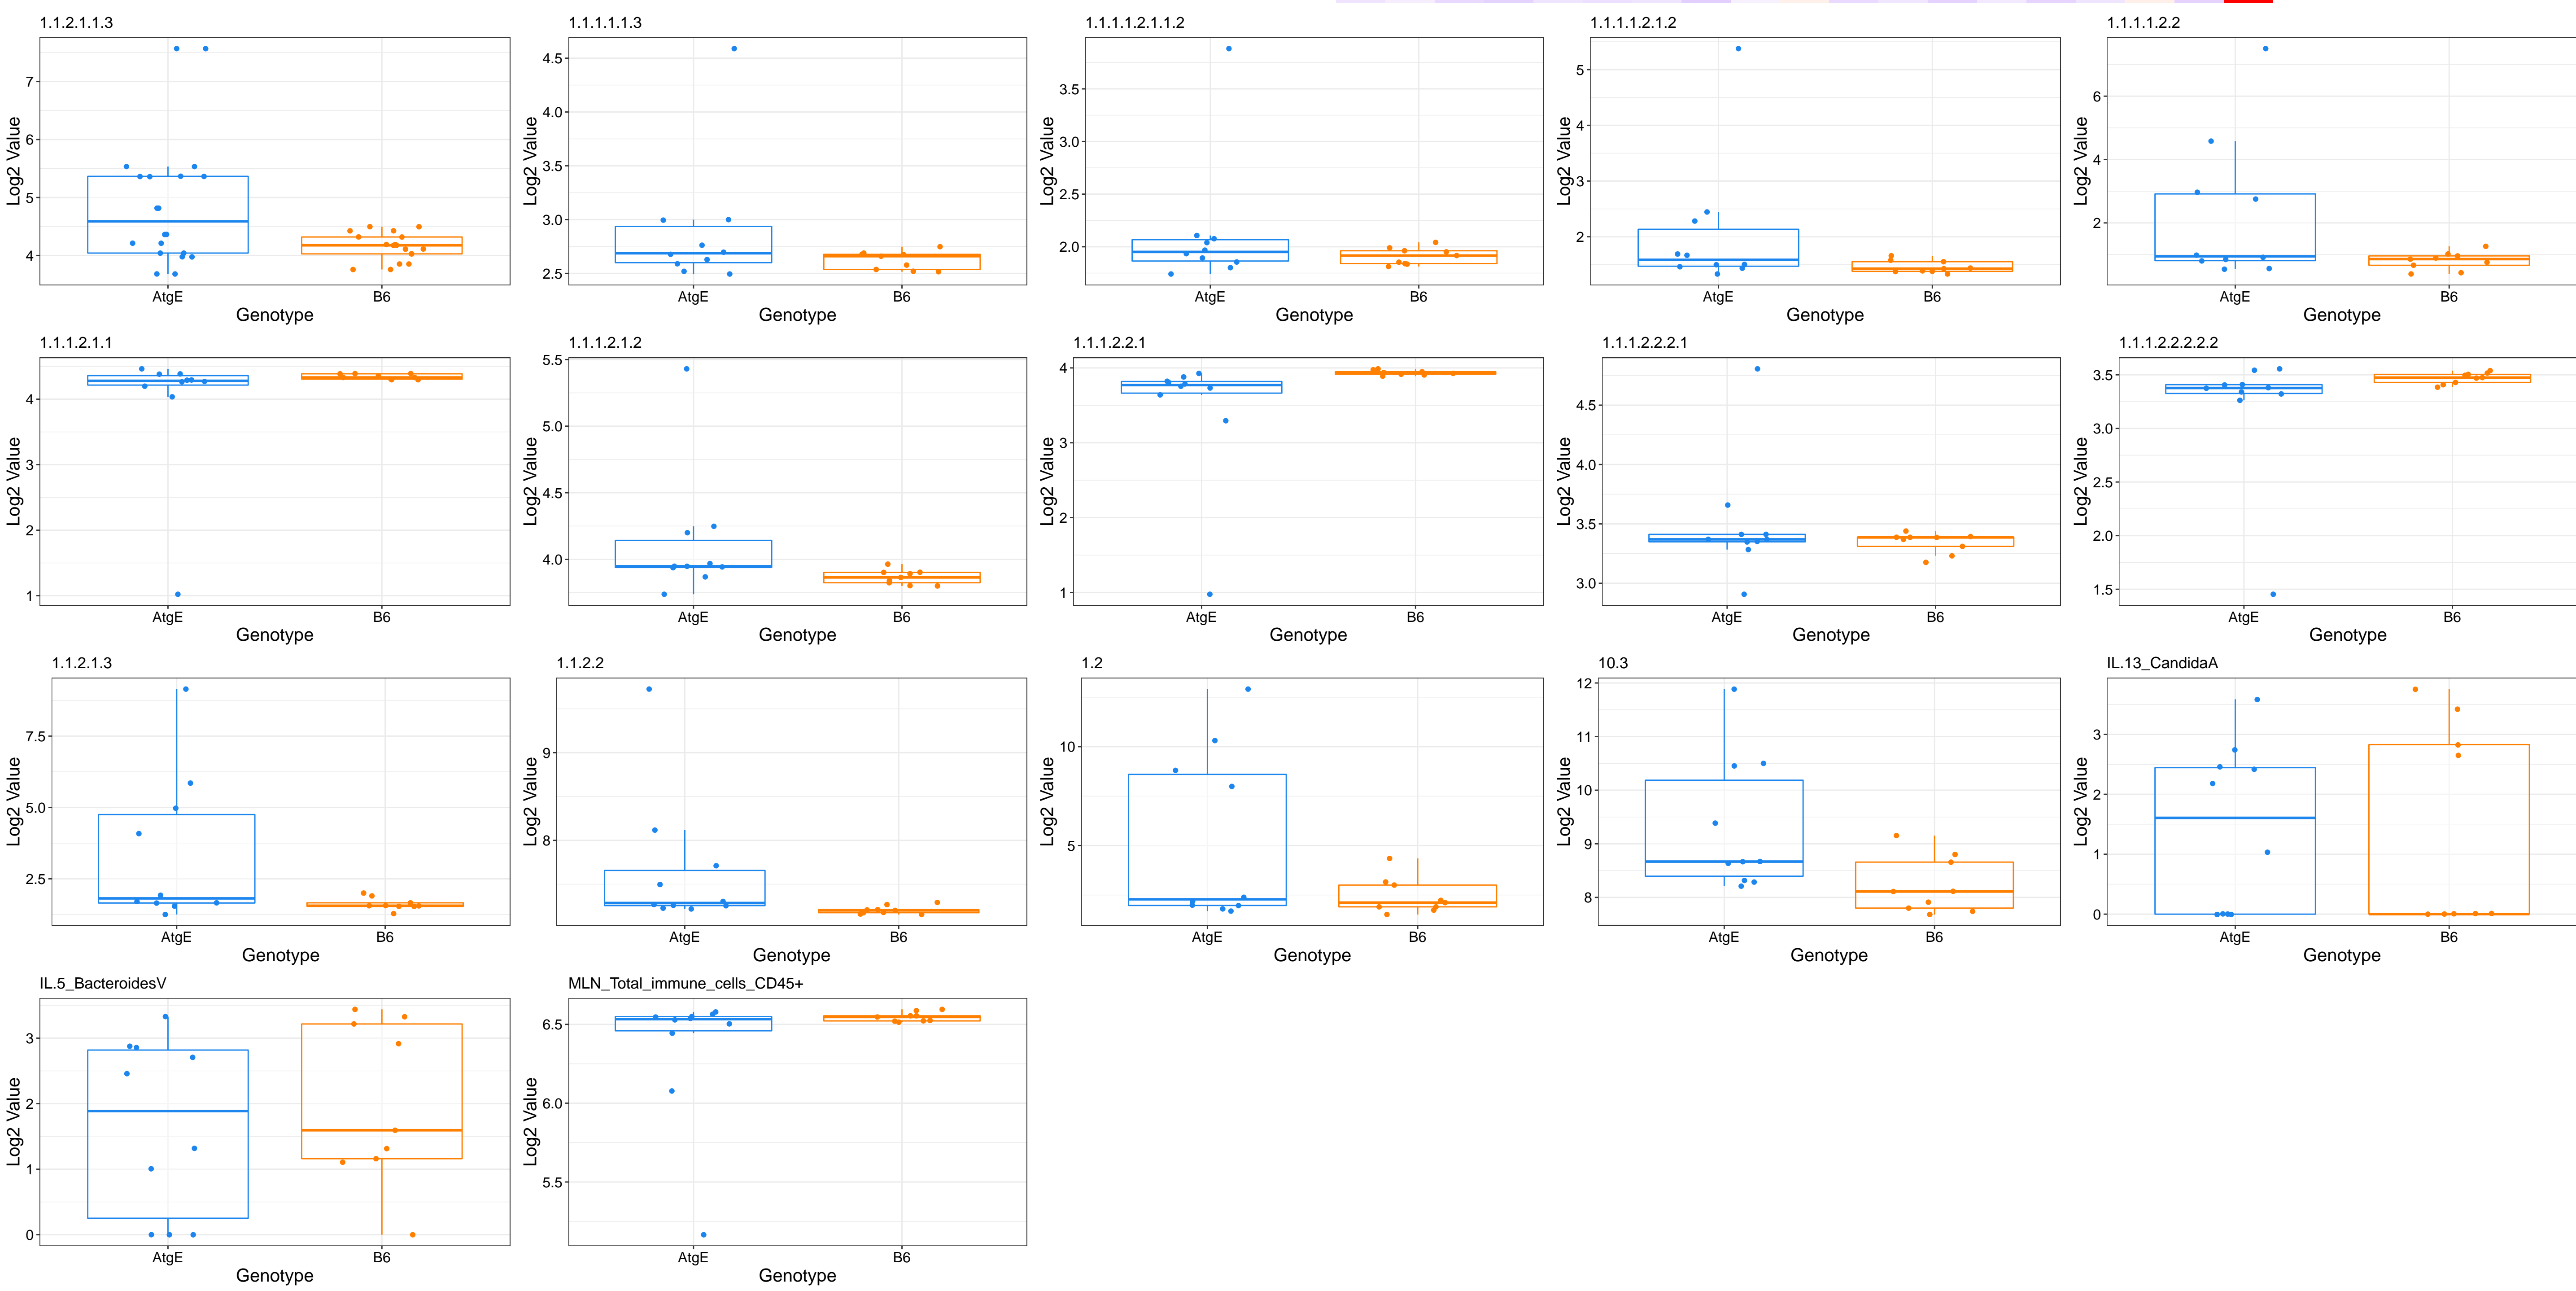 1.1.2.1.1.3
1.1.1.1.1.3
1.1.1.1.2.1.1.2
1.1.1.1.2.1.2
1.1.1.1.2.2
Log2 Value
7
6
5
4
AtgE
B6
Genotype
Log2 Value
4.5
4.0
3.5
3.0
2.5
AtgE
B6
Genotype
Log2 Value
3.5
3.0
2.5
2.0
AtgE
B6
Genotype
Log2 Value
5
4
3
2
AtgE
B6
Genotype
Log2 Value
6
4
2
AtgE
B6
Genotype
1.1.1.2.1.1
1.1.1.2.1.2
1.1.1.2.2.1
1.1.1.2.2.2.1
1.1.1.2.2.2.2.2
Log2 Value
4
3
2
1
AtgE
B6
Genotype
Log2 Value
5.5
5.0
4.5
4.0
AtgE
B6
Genotype
Log2 Value
4
3
2
1
AtgE
B6
Genotype
Log2 Value
4.5
4.0
3.5
3.0
AtgE
B6
Genotype
Log2 Value
3.5
3.0
2.5
2.0
1.5
AtgE
B6
Genotype
1.1.2.1.3
1.1.2.2
1.2
10.3
IL.13_CandidaA
Log2 Value
7.5
5.0
2.5
AtgE
B6
Genotype
Log2 Value
9
8
AtgE
B6
Genotype
Log2 Value
10
5
AtgE
B6
Genotype
Log2 Value
12
11
10
9
8
AtgE
B6
Genotype
Log2 Value
3
2
1
0
AtgE
B6
Genotype
IL.5_BacteroidesV
MLN_Total_immune_cells_CD45+
Log2 Value
3
2
1
0
AtgE
B6
Genotype
Log2 Value
6.5
6.0
5.5
AtgE
B6
Genotype